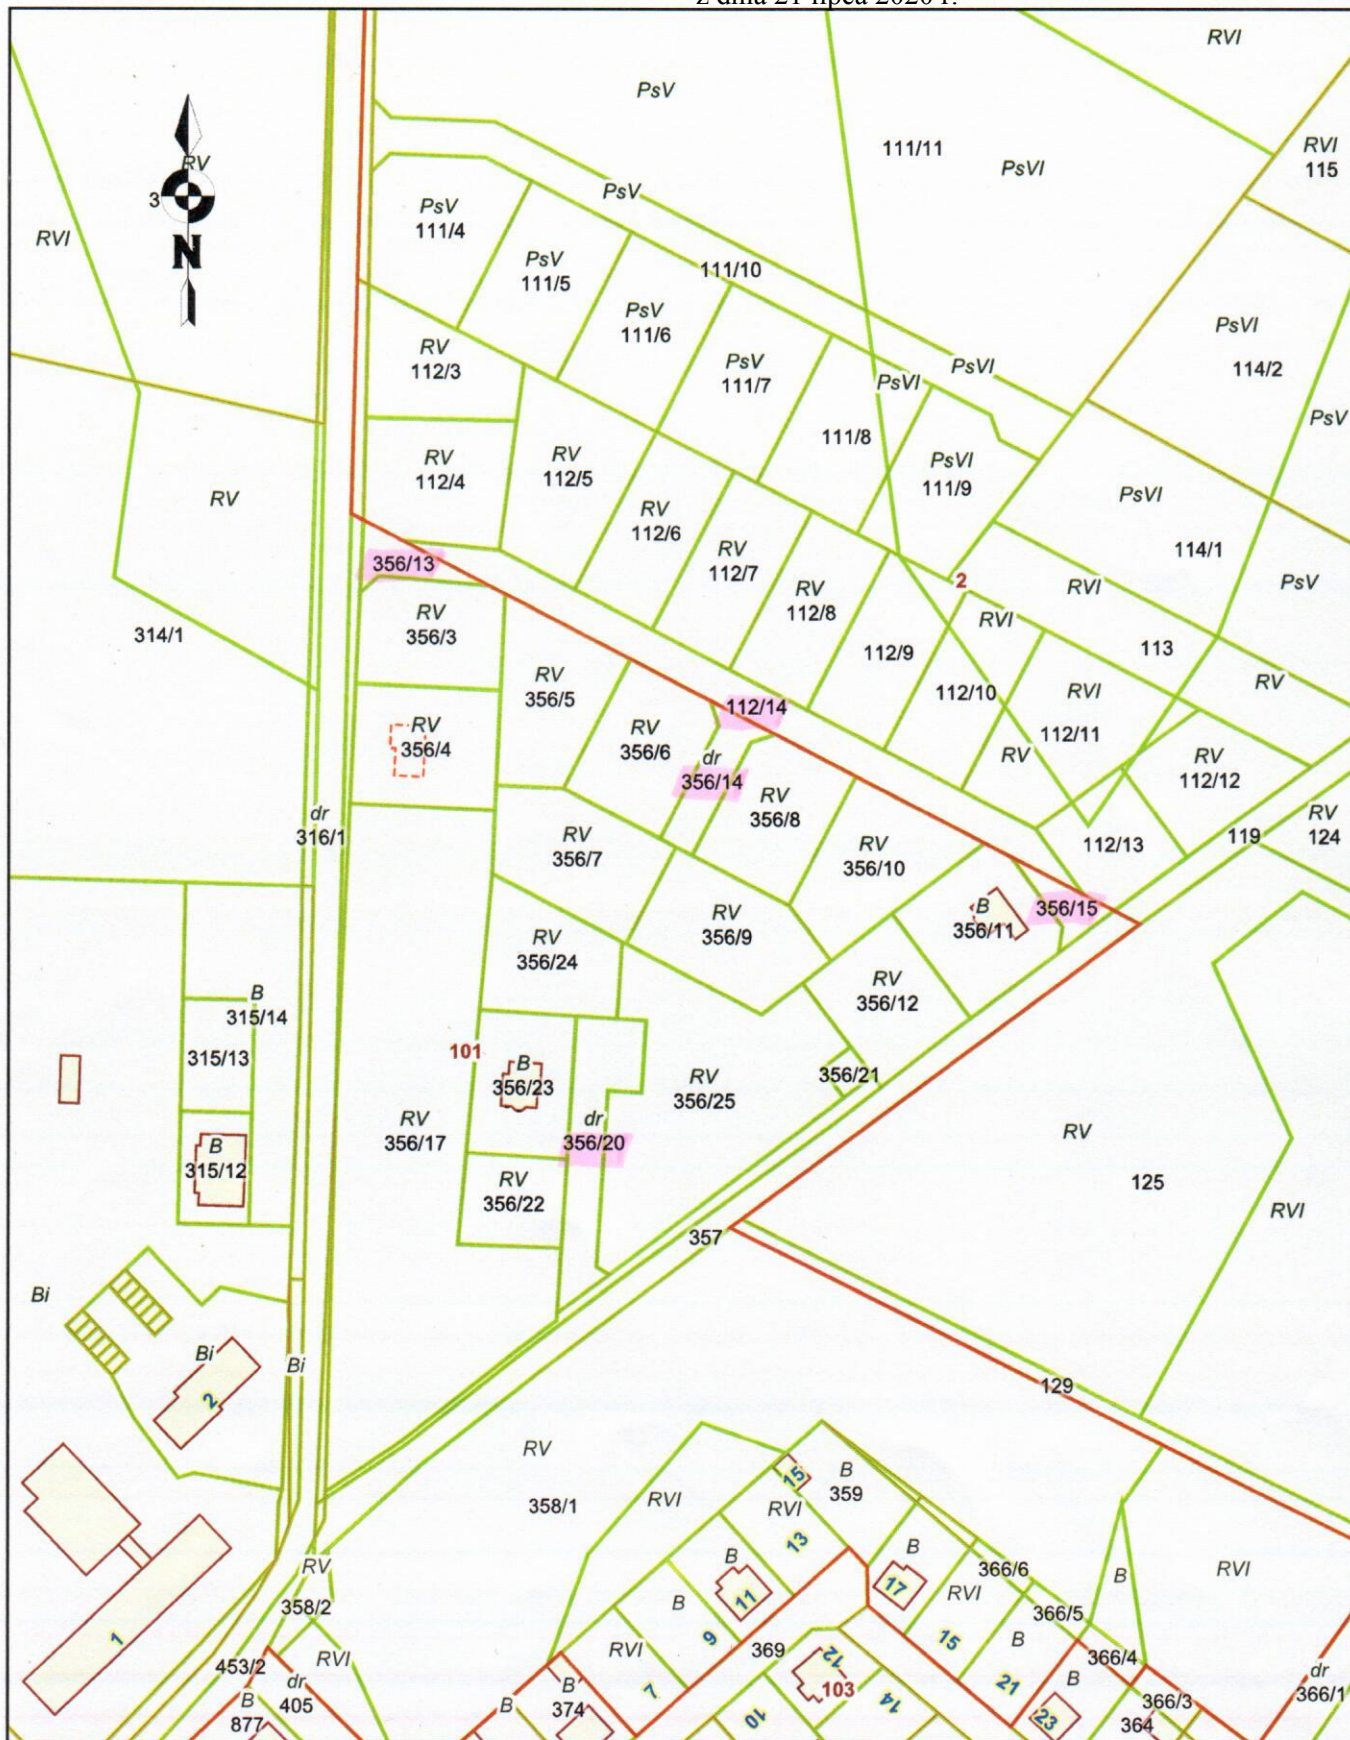 z dnia 21 lipca 2020 r.
RVI
PsV
111/11
PsVI
RVI
115
RV
3
N
RVI
PsV
PsV
111/4
PsV
111/5
111/10
PsV
111/6
PsVI
114/2
RV
112/3
PsV
111/7
PsVI
PsVI
PsV
111/8
RV
112/4
RV
112/5
PsVI
111/9
PsVI
RV
RV
112/6
114/1
RV
112/7
356/13
2
RVI
PsV
RV
112/8
RVI
RV
356/3
314/1
112/9
113
RV
356/5
RV
112/10
RVI
112/11
112/14
RV
356/4
RV
356/6
RV
RV
112/12
dr
356/14
RV
356/8
dr
316/1
RV
356/7
RV
356/10
112/13
119
RV
124
RV
356/9
B
356/11
356/15
RV
356/24
RV
356/12
B
315/14
315/13
101
B
356/23
RV
356/25
356/21
RV
356/17
dr
356/20
B
315/12
RV
356/22
RV
125
RVI
357
Bi
Bi
Bi
2
129
RV
358/1
RVI
15
B
359
RVI
13
B
17
366/6
B
RVI
RV
358/2
B
11
RVI
366/5
1
B
9
15
B
366/4
453/2
RVI
RVI
369
12
21
B
dr
405
B
374
7
103
14
366/3
dr
366/1
B
877
B
10
23
364